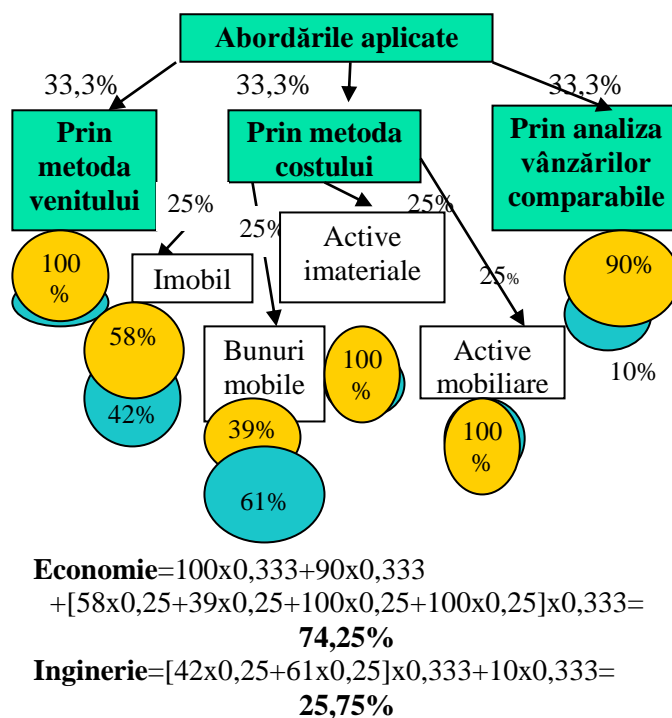 Abordările aplicate
33,3%
33,3%
33,3%
Prin
metoda
venitului
Prin metoda
costului
Prin analiza
vânzărilor
comparabile
25%
25%
25%
25%
Imobil
Active
imateriale
Bunuri
mobile
Active
mobiliare
100
%
58%
42%
39%
61%
100
%
100
%
90%
10%
Economie=100x0,333+90x0,333
+[58x0,25+39x0,25+100x0,25+100x0,25]x0,333=
74,25%
Inginerie=[42x0,25+61x0,25]x0,333+10x0,333=
25,75%